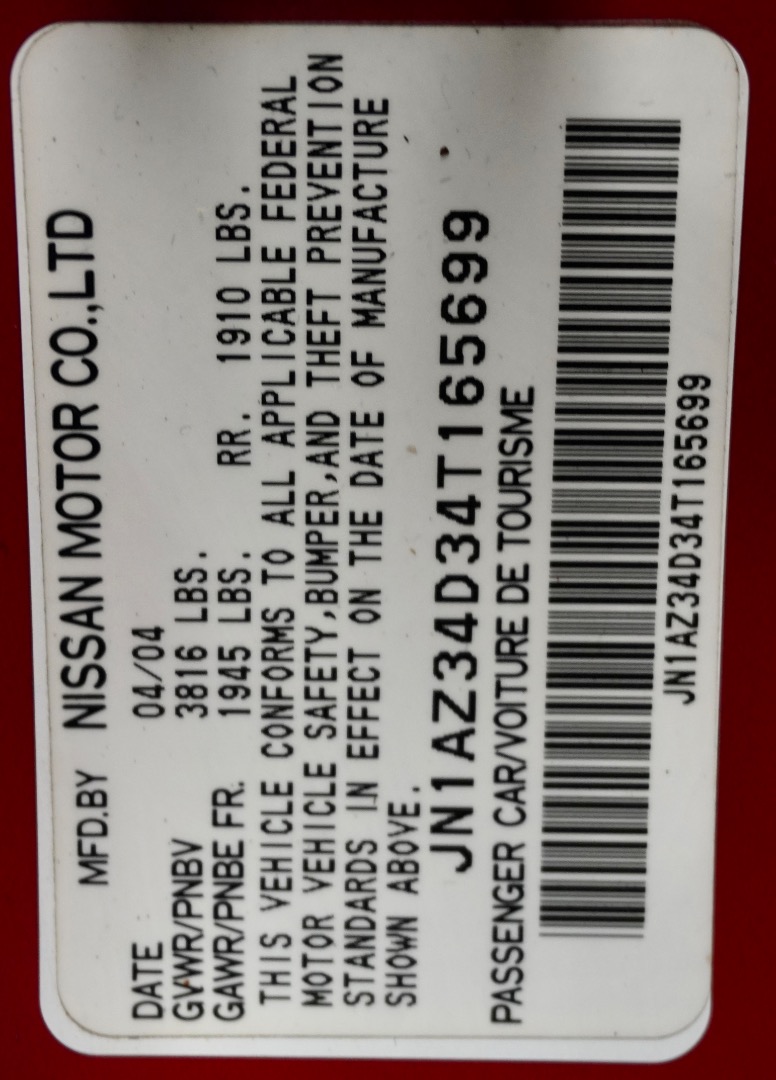 MFD.BY NISSAN MOTOR CO.,LTD
DATE 04/04
GVWR/PNBV 3816 LBS.
GAWR/PNBE FR. 1945 LBS. RR. 1910 LBS.
THIS VEHICLE CONFORMS TO ALL APPLICABLE FEDERAL
MOTOR VEHICLE SAFETY,BUMPER,AND THEFT PREVENTION
STANDARDS IN EFFECT ON THE DATE OF MANUFACTURE
SHOWN ABOVE.
JN1AZ34D34T165699
PASSENGER CAR/VOITURE DE TOURISME
JN1AZ34D34T165699